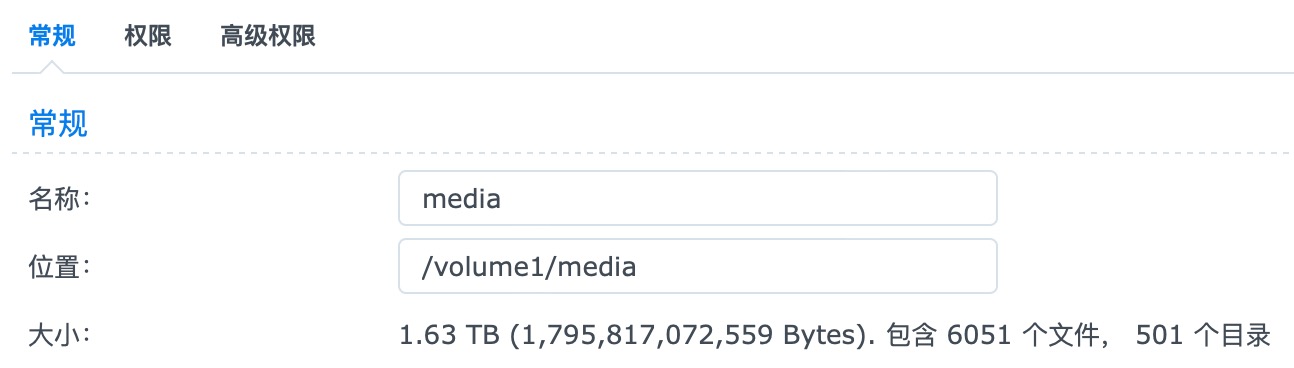 常规 权限 高级权限
常规
名称： media
位置： /volume1/media
大小： 1.63 TB (1,795,817,072,559 Bytes). 包含 6051 个文件， 501 个目录